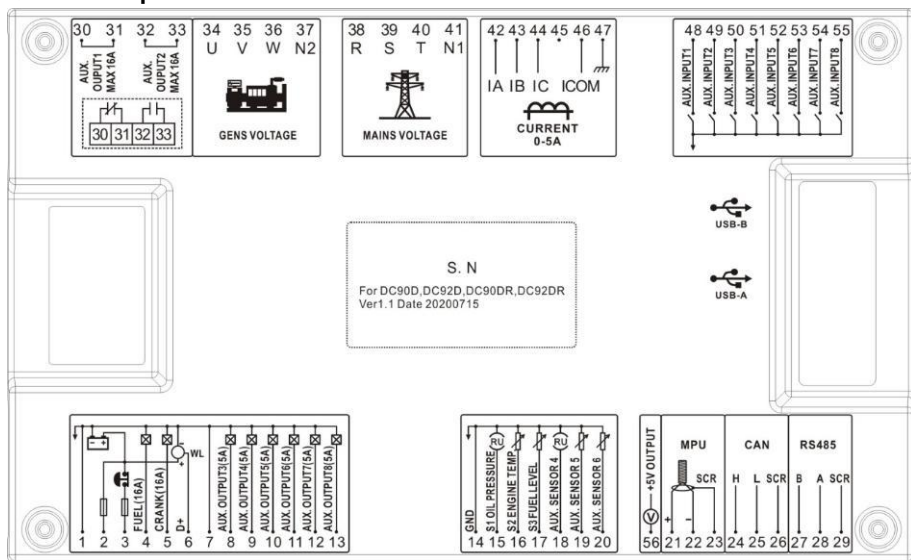 30 31 32 33
AUX. OUPUT1 MAX 16A
AUX. OUPUT2 MAX 16A
30 31 32 33
34 35 36 37
U V W N2
GENS VOLTAGE
38 39 40 41
R S T N1
MAINS VOLTAGE
42 43 44 45 46 47
IA IB IC ICOM
CURRENT
0-5A
48 49 50 51 52 53 54 55
AUX.INPUT1
AUX.INPUT2
AUX.INPUT3
AUX.INPUT4
AUX.INPUT5
AUX.INPUT6
AUX.INPUT7
AUX.INPUT8
USB-B
USB-A
S. N
For DC90D,DC92D,DC90DR,DC92DR
Ver1.1 Date 20200715
FUEL(16A)
CRANK(16A)
WL
D+
AUX. OUTPUT3(5A)
AUX. OUTPUT4(5A)
AUX. OUTPUT5(5A)
AUX. OUTPUT6(5A)
AUX. OUTPUT7(5A)
AUX. OUTPUT8(5A)
1 2 3 4 5 6 7 8 9 10 11 12 13
GND
S1 OIL PRESSURE
RU
S2 ENGINE TEMP.
S3 FUEL LEVEL
AUX. SENSOR 4
RU
AUX. SENSOR 5
AUX. SENSOR 6
14 15 16 17 18 19 20
+5V OUTPUT
V
56
MPU
SCR
+ -
21 22 23
CAN
H L SCR
24 25 26
RS485
B A SCR
27 28 29